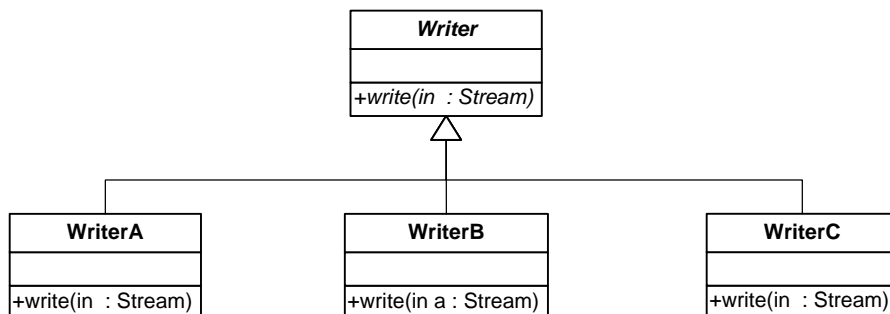 Writer
+write(in  : Stream)
WriterA
WriterB
WriterC
+write(in  : Stream)
+write(in a : Stream)
+write(in  : Stream)